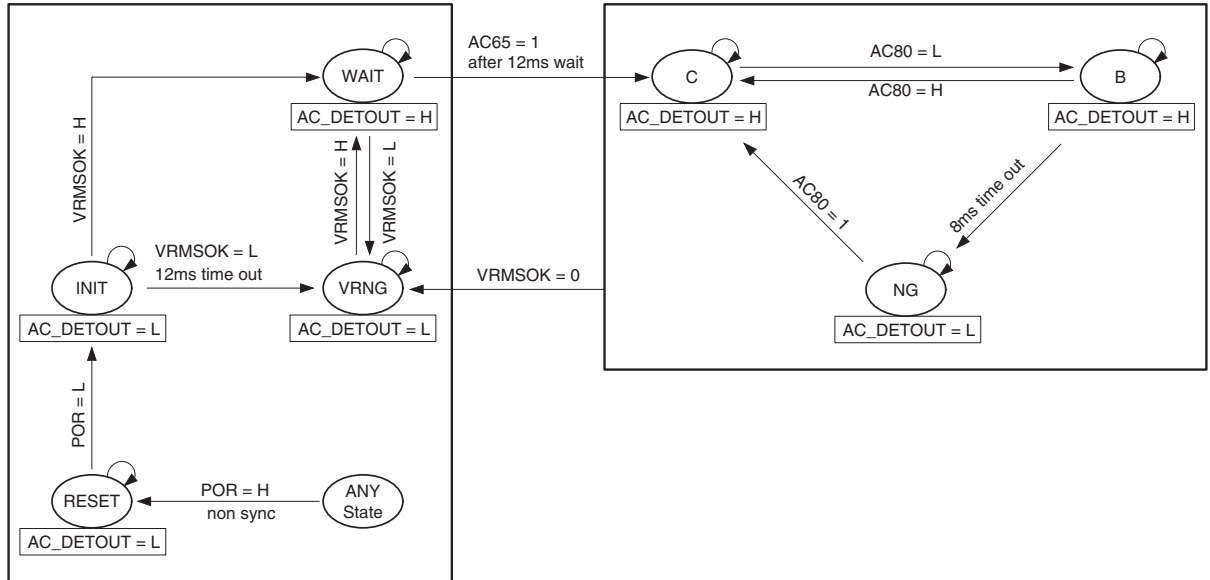 WAIT
AC_DETOUT = H
AC65 = 1
after 12ms wait
C
AC_DETOUT = H
AC80 = L
AC80 = H
B
AC_DETOUT = H
VRMSOK = H
VRMSOK = H
VRMSOK = L
AC80 = 1
8ms time out
INIT
AC_DETOUT = L
VRMSOK = L
12ms time out
VRNG
AC_DETOUT = L
VRMSOK = 0
NG
AC_DETOUT = L
POR = L
RESET
AC_DETOUT = L
POR = H
non sync
ANY
State